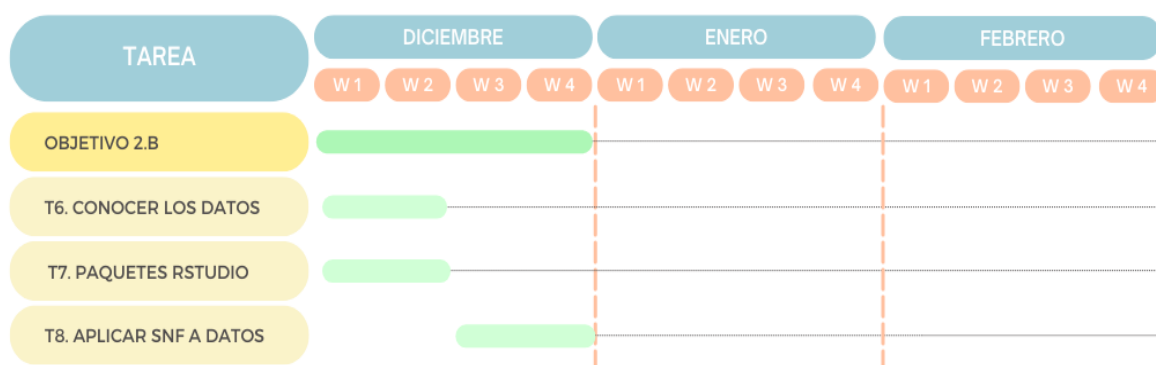 TAREA
DICIEMBRE ENERO FEBRERO
W 1 W 2 W 3 W 4 W 1 W 2 W 3 W 4 W 1 W 2 W 3 W 4
OBJETIVO 2.B
T6. CONOCER LOS DATOS
T7. PAQUETES RSTUDIO
T8. APLICAR SNF A DATOS